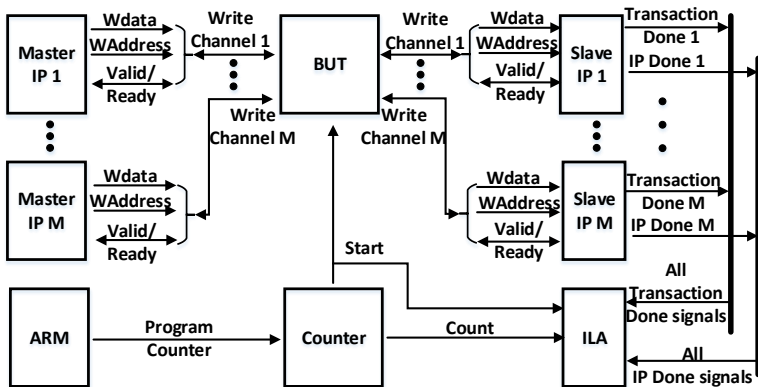 Master
IP 1
Wdata
WAddress
Valid/
Ready
Write
Channel 1
BUT
Write
Channel 1
Wdata
WAddress
Valid/
Ready
Slave
IP 1
Transaction
Done 1
IP Done 1
Write
Channel M
Write
Channel M
Master
IP M
Wdata
WAddress
Valid/
Ready
Wdata
WAddress
Valid/
Ready
Slave
IP M
Transaction
Done M
IP Done M
Start
All
Transaction
Done signals
ARM
Program
Counter
Counter
Count
ILA
All
IP Done signals